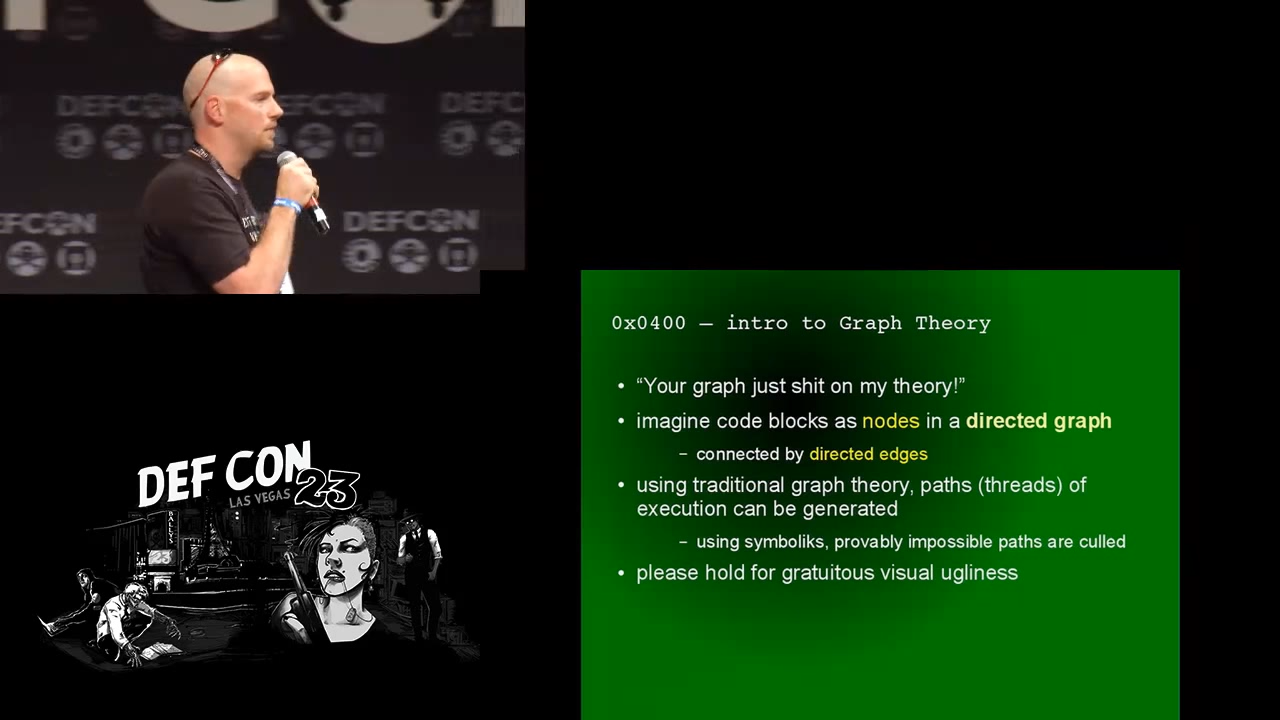 DEFCON
DEFCON
DEFCON
DEFCON
DEFCON
0x0400 – intro to Graph Theory
• “Your graph just shit on my theory!”
• imagine code blocks as nodes in a directed graph
– connected by directed edges
• using traditional graph theory, paths (threads) of
execution can be generated
– using symboliks, provably impossible paths are culled
• please hold for gratuitous visual ugliness
DEF CON
LAS VEGAS 23
BALLYS